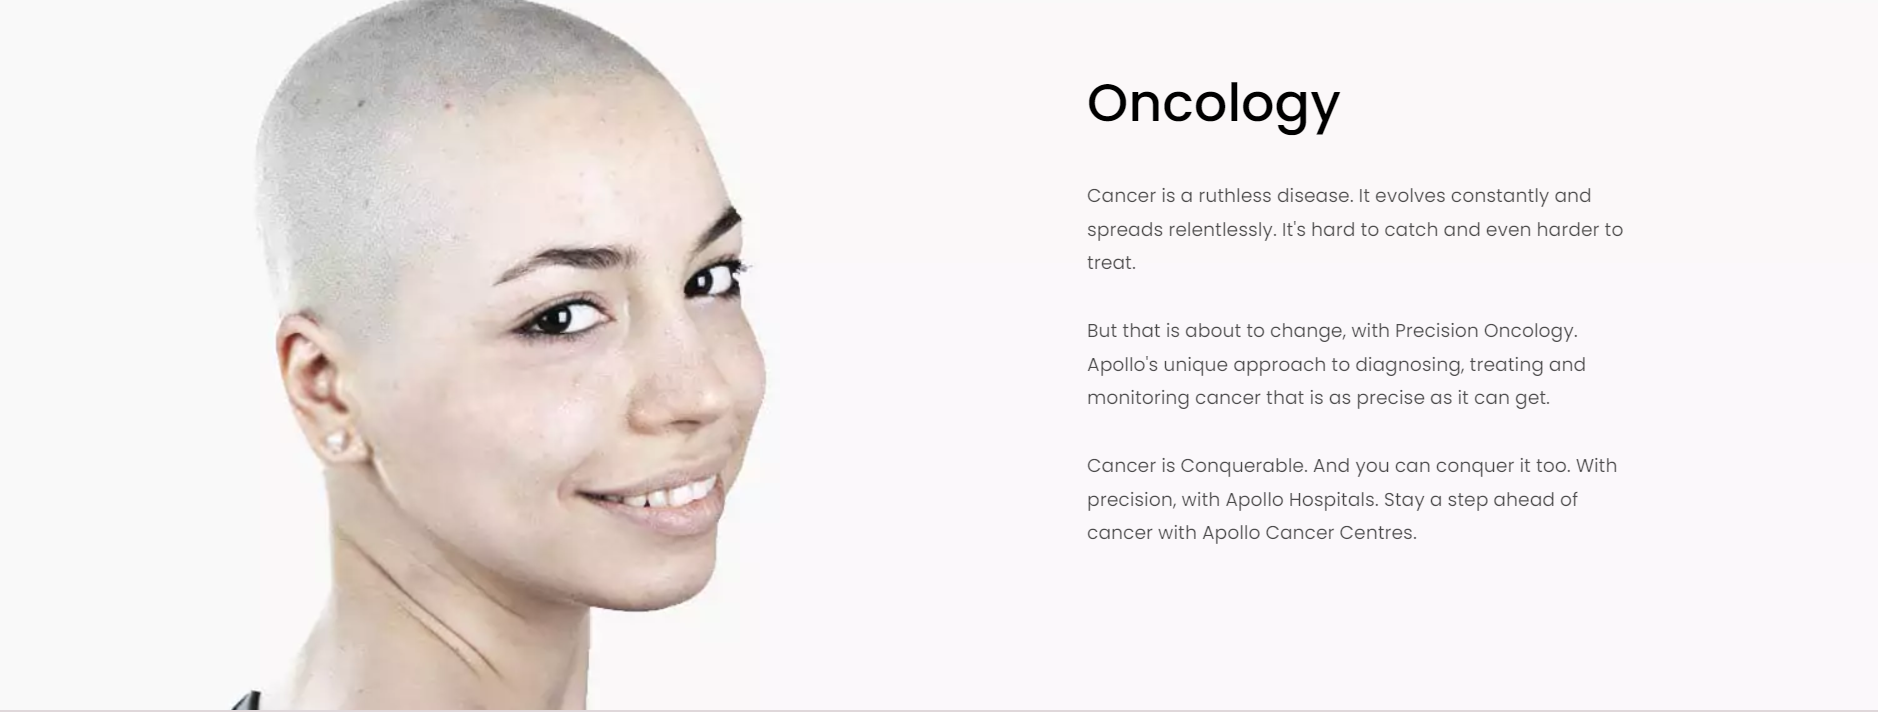 Oncology
Cancer is a ruthless disease. It evolves constantly and
spreads relentlessly. It's hard to catch and even harder to
treat.
But that is about to change, with Precision Oncology.
Apollo's unique approach to diagnosing, treating and
monitoring cancer that is as precise as it can get.
Cancer is Conquerable. And you can conquer it too. With
precision, with Apollo Hospitals. Stay a step ahead of
cancer with Apollo Cancer Centres.